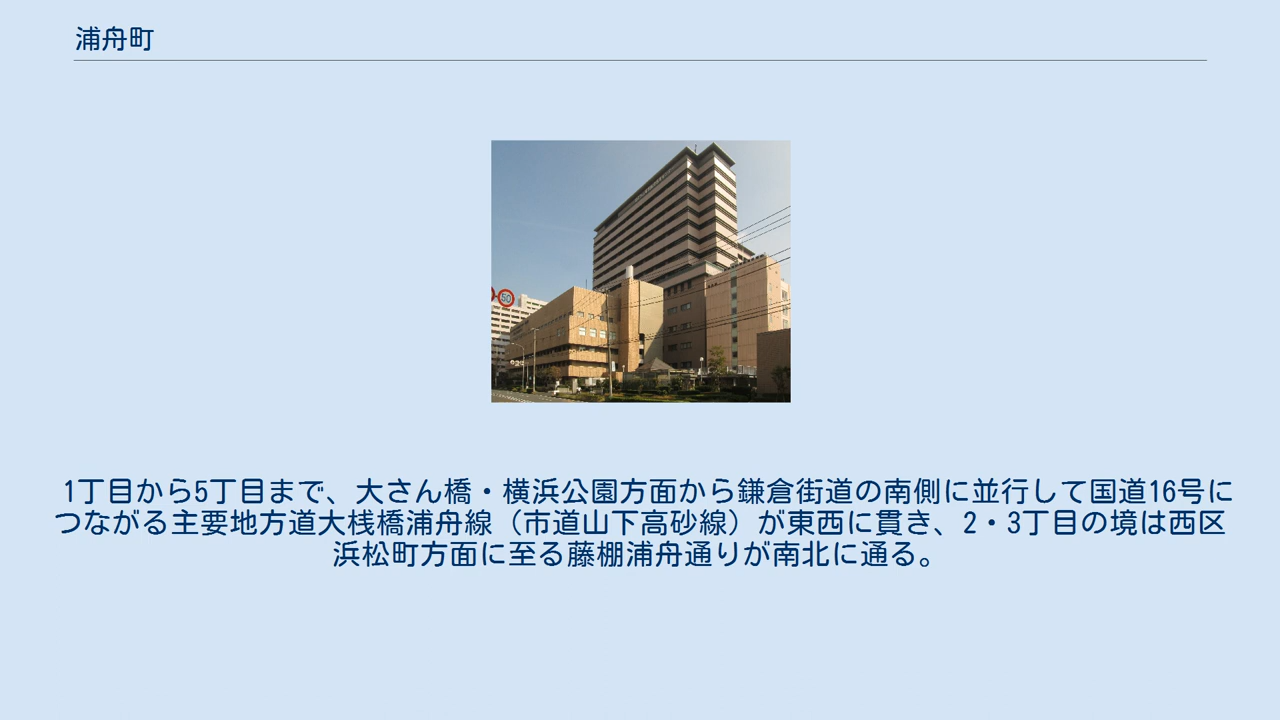 浦舟町
50
1丁目から5丁目まで、大さん橋・横浜公園方面から鎌倉街道の南側に並行して国道16号に
つながる主要地方道大桟橋浦舟線（市道山下高砂線）が東西に貫き、2・3丁目の境は西区
浜松町方面に至る藤棚浦舟通りが南北に通る。